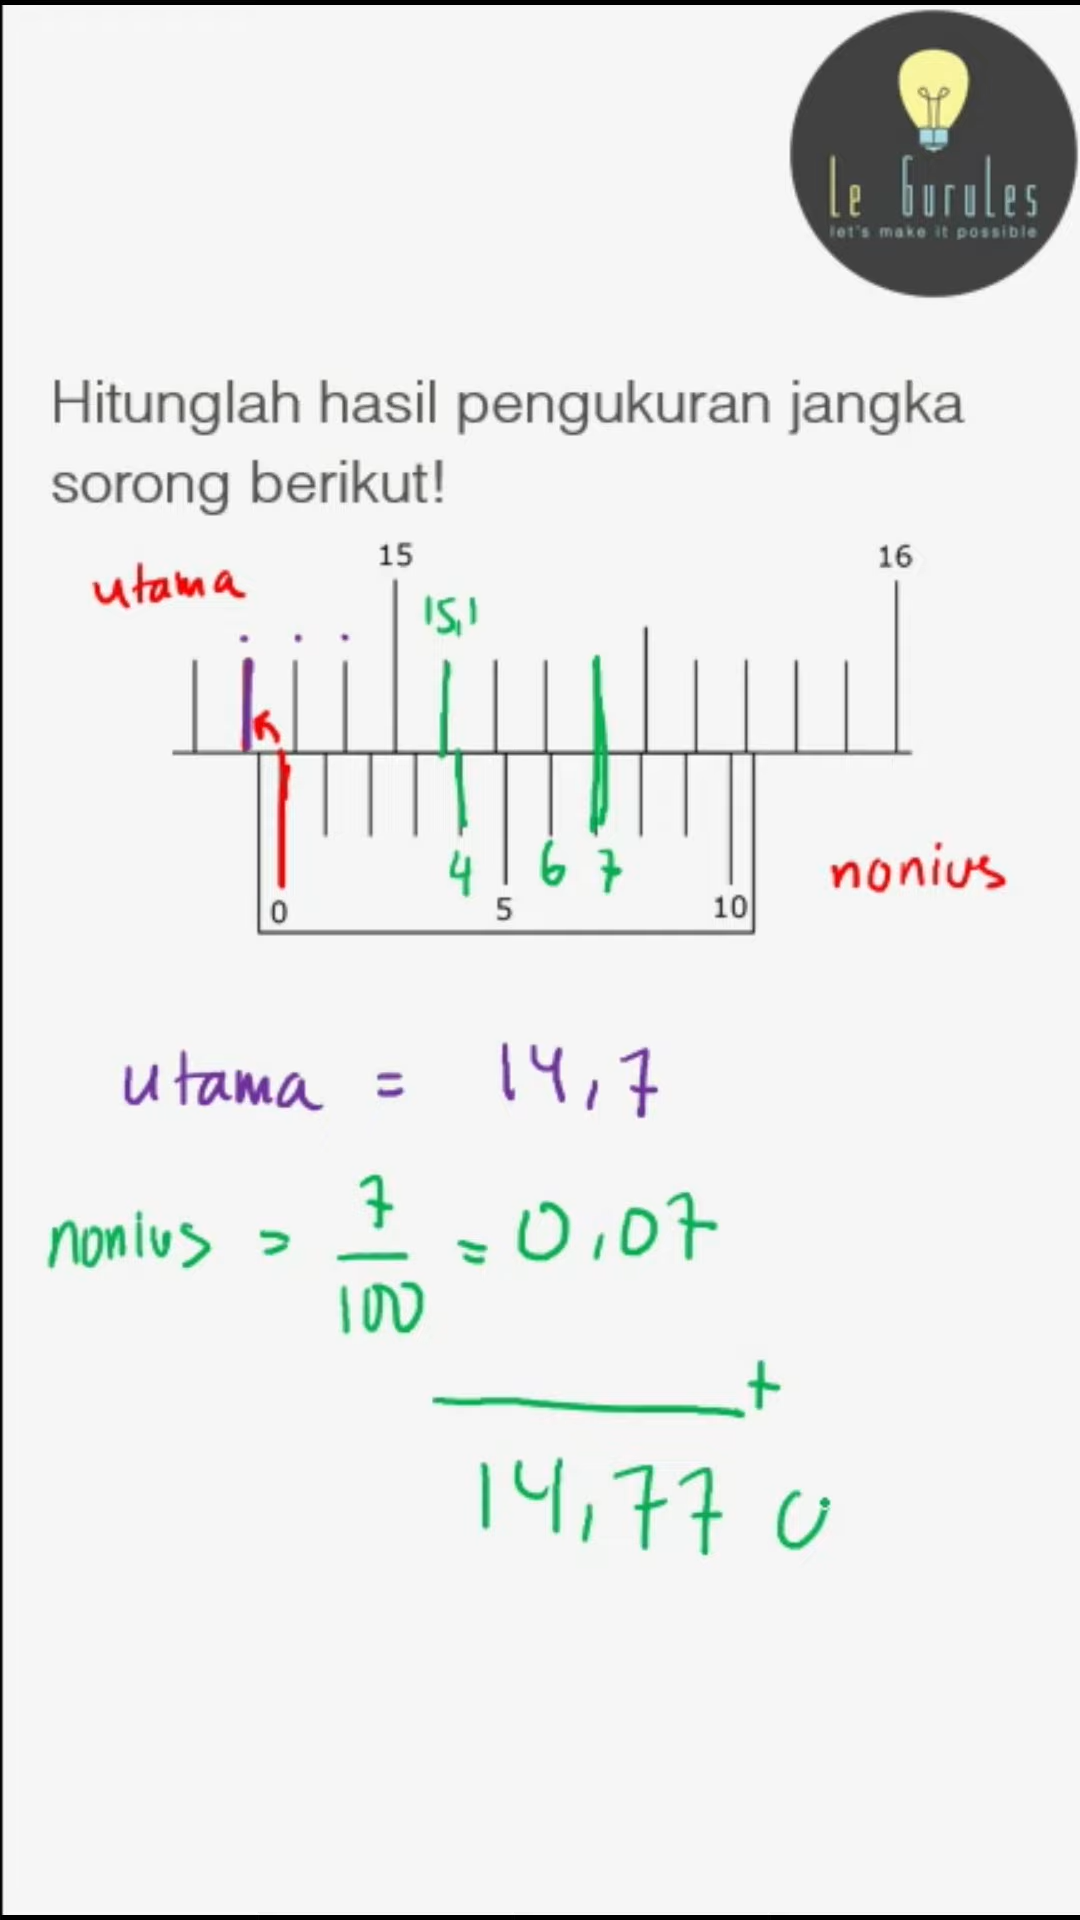 Le Gurules
let's make it possible
Hitunglah hasil pengukuran jangka
sorong berikut!
15 16
utama 15,1
4 6 7
nonius
0 5 10
utama = 14,7
nonius = 7/100 = 0,07
+
14,77 c